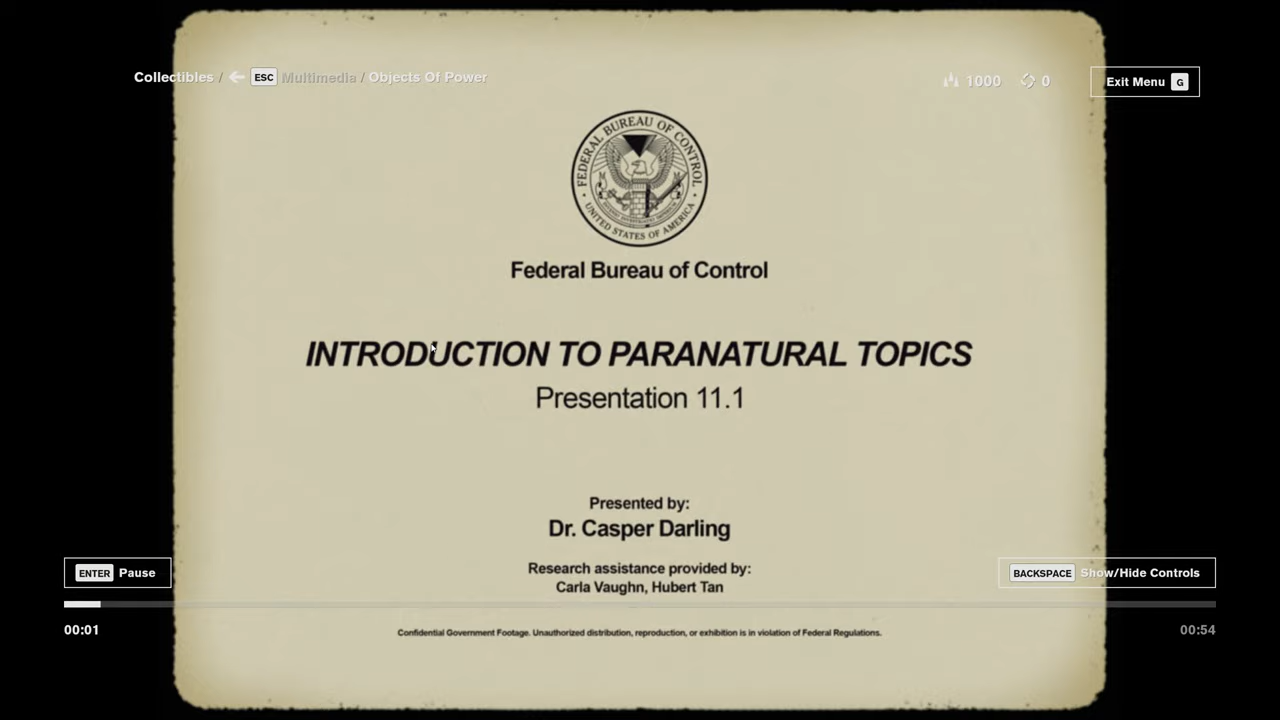 Collectibles / ESC Multimedia / Objects Of Power
1000 0
Exit Menu G
FEDERAL BUREAU OF CONTROL
UNITED STATES OF AMERICA
Federal Bureau of Control
INTRODUCTION TO PARANATURAL TOPICS
Presentation 11.1
Presented by:
Dr. Casper Darling
Research assistance provided by:
Carla Vaughn, Hubert Tan
ENTER Pause
BACKSPACE Show/Hide Controls
00:01
00:54
Confidential Government Footage. Unauthorized distribution, reproduction, or exhibition is in violation of Federal Regulations.